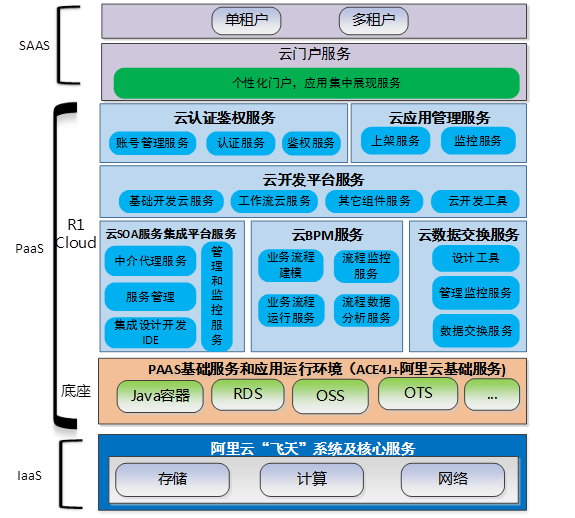 SAAS
单租户
多租户
云门户服务
个性化门户，应用集中展现服务
PaaS
R1
Cloud
云认证鉴权服务
账号管理服务
认证服务
鉴权服务
云应用管理服务
上架服务
监控服务
云开发平台服务
基础开发云服务
工作流云服务
其它组件服务
云开发工具
云SOA服务集成平台服务
中介代理服务
服务管理
集成设计开发
IDE
管
理
和
监
控
服
务
云BPM服务
业务流程
建模
流程监控
服务
业务流程
运行服务
流程数据
分析服务
云数据交换服务
设计工具
管理监控服务
数据交换服务
底座
PAAS基础服务和应用运行环境（ACE4J+阿里云基础服务)
Java容器
RDS
OSS
OTS
...
IaaS
阿里云“飞天”系统及核心服务
存储
计算
网络